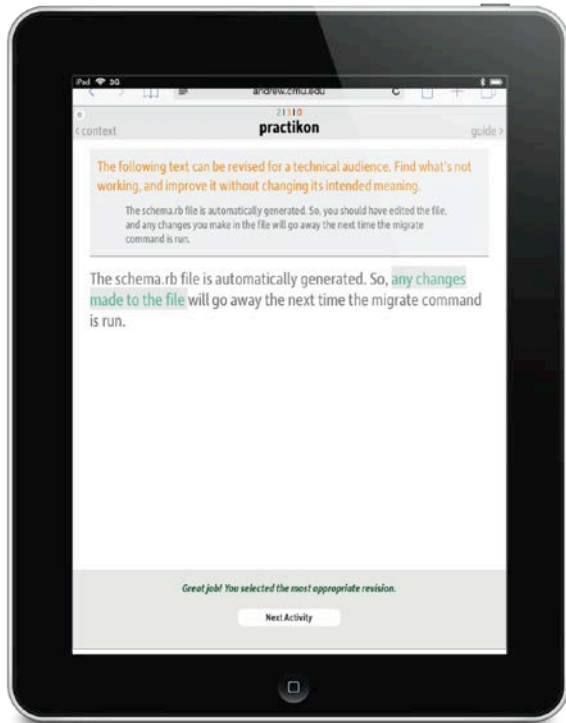 iPad 3G
andrew.cmu.edu
21310
< context practikon guide >
The following text can be revised for a technical audience. Find what's not
working, and improve it without changing its intended meaning.
The schema.rb file is automatically generated. So, you should have edited the file,
and any changes you make in the file will go away the next time the migrate
command is run.
The schema.rb file is automatically generated. So, any changes
made to the file will go away the next time the migrate command
is run.
Great job! You selected the most appropriate revision.
Next Activity